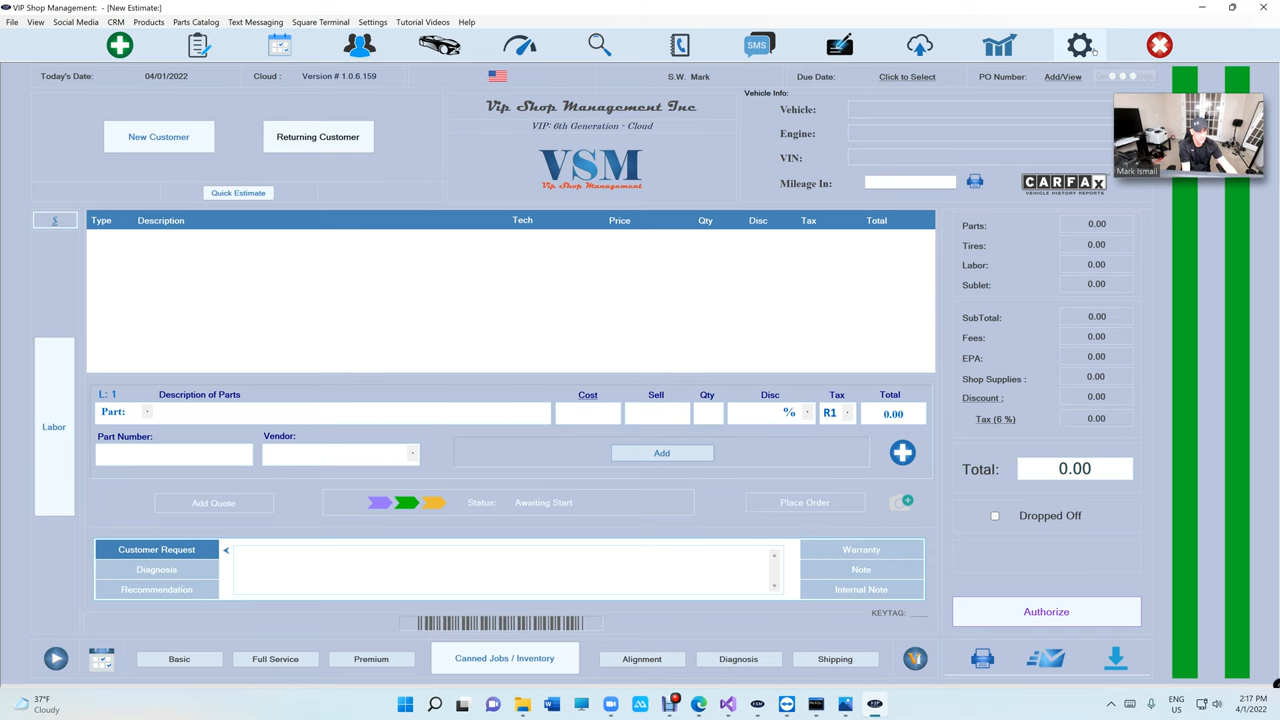 VIP Shop Management: - [New Estimate:]
File View Social Media CRM Products Parts Catalog Text Messaging Square Terminal Settings Tutorial Videos Help
SMS
Today's Date: 04/01/2022 Cloud : Version # 1.0.6.159 S.W. Mark Due Date: Click to Select PO Number: Add/View
Vehicle Info:
Vip Shop Management Inc
VIP: 6th Generation - Cloud
VSM
Vip Shop Management
New Customer Returning Customer
Quick Estimate
Vehicle:
Engine:
VIN:
Mileage In:
CARFAX
VEHICLE HISTORY REPORTS
Mark Ismail
$ Type Description Tech Price Qty Disc Tax Total
Parts: 0.00
Tires: 0.00
Labor: 0.00
Sublet: 0.00
SubTotal: 0.00
Fees: 0.00
EPA: 0.00
Shop Supplies : 0.00
Discount : 0.00
Tax (6 %) 0.00
Total: 0.00
Dropped Off
Authorize
Labor
L: 1 Description of Parts Cost Sell Qty Disc Tax Total
Part: % R1 0.00
Part Number: Vendor:
Add
Add Quote Status: Awaiting Start Place Order
Customer Request Warranty
Diagnosis Note
Recommendation Internal Note
KEYTAG: ___
Basic Full Service Premium Canned Jobs / Inventory Alignment Diagnosis Shipping
37°F
Cloudy
ENG
US
2:17 PM
4/1/2022